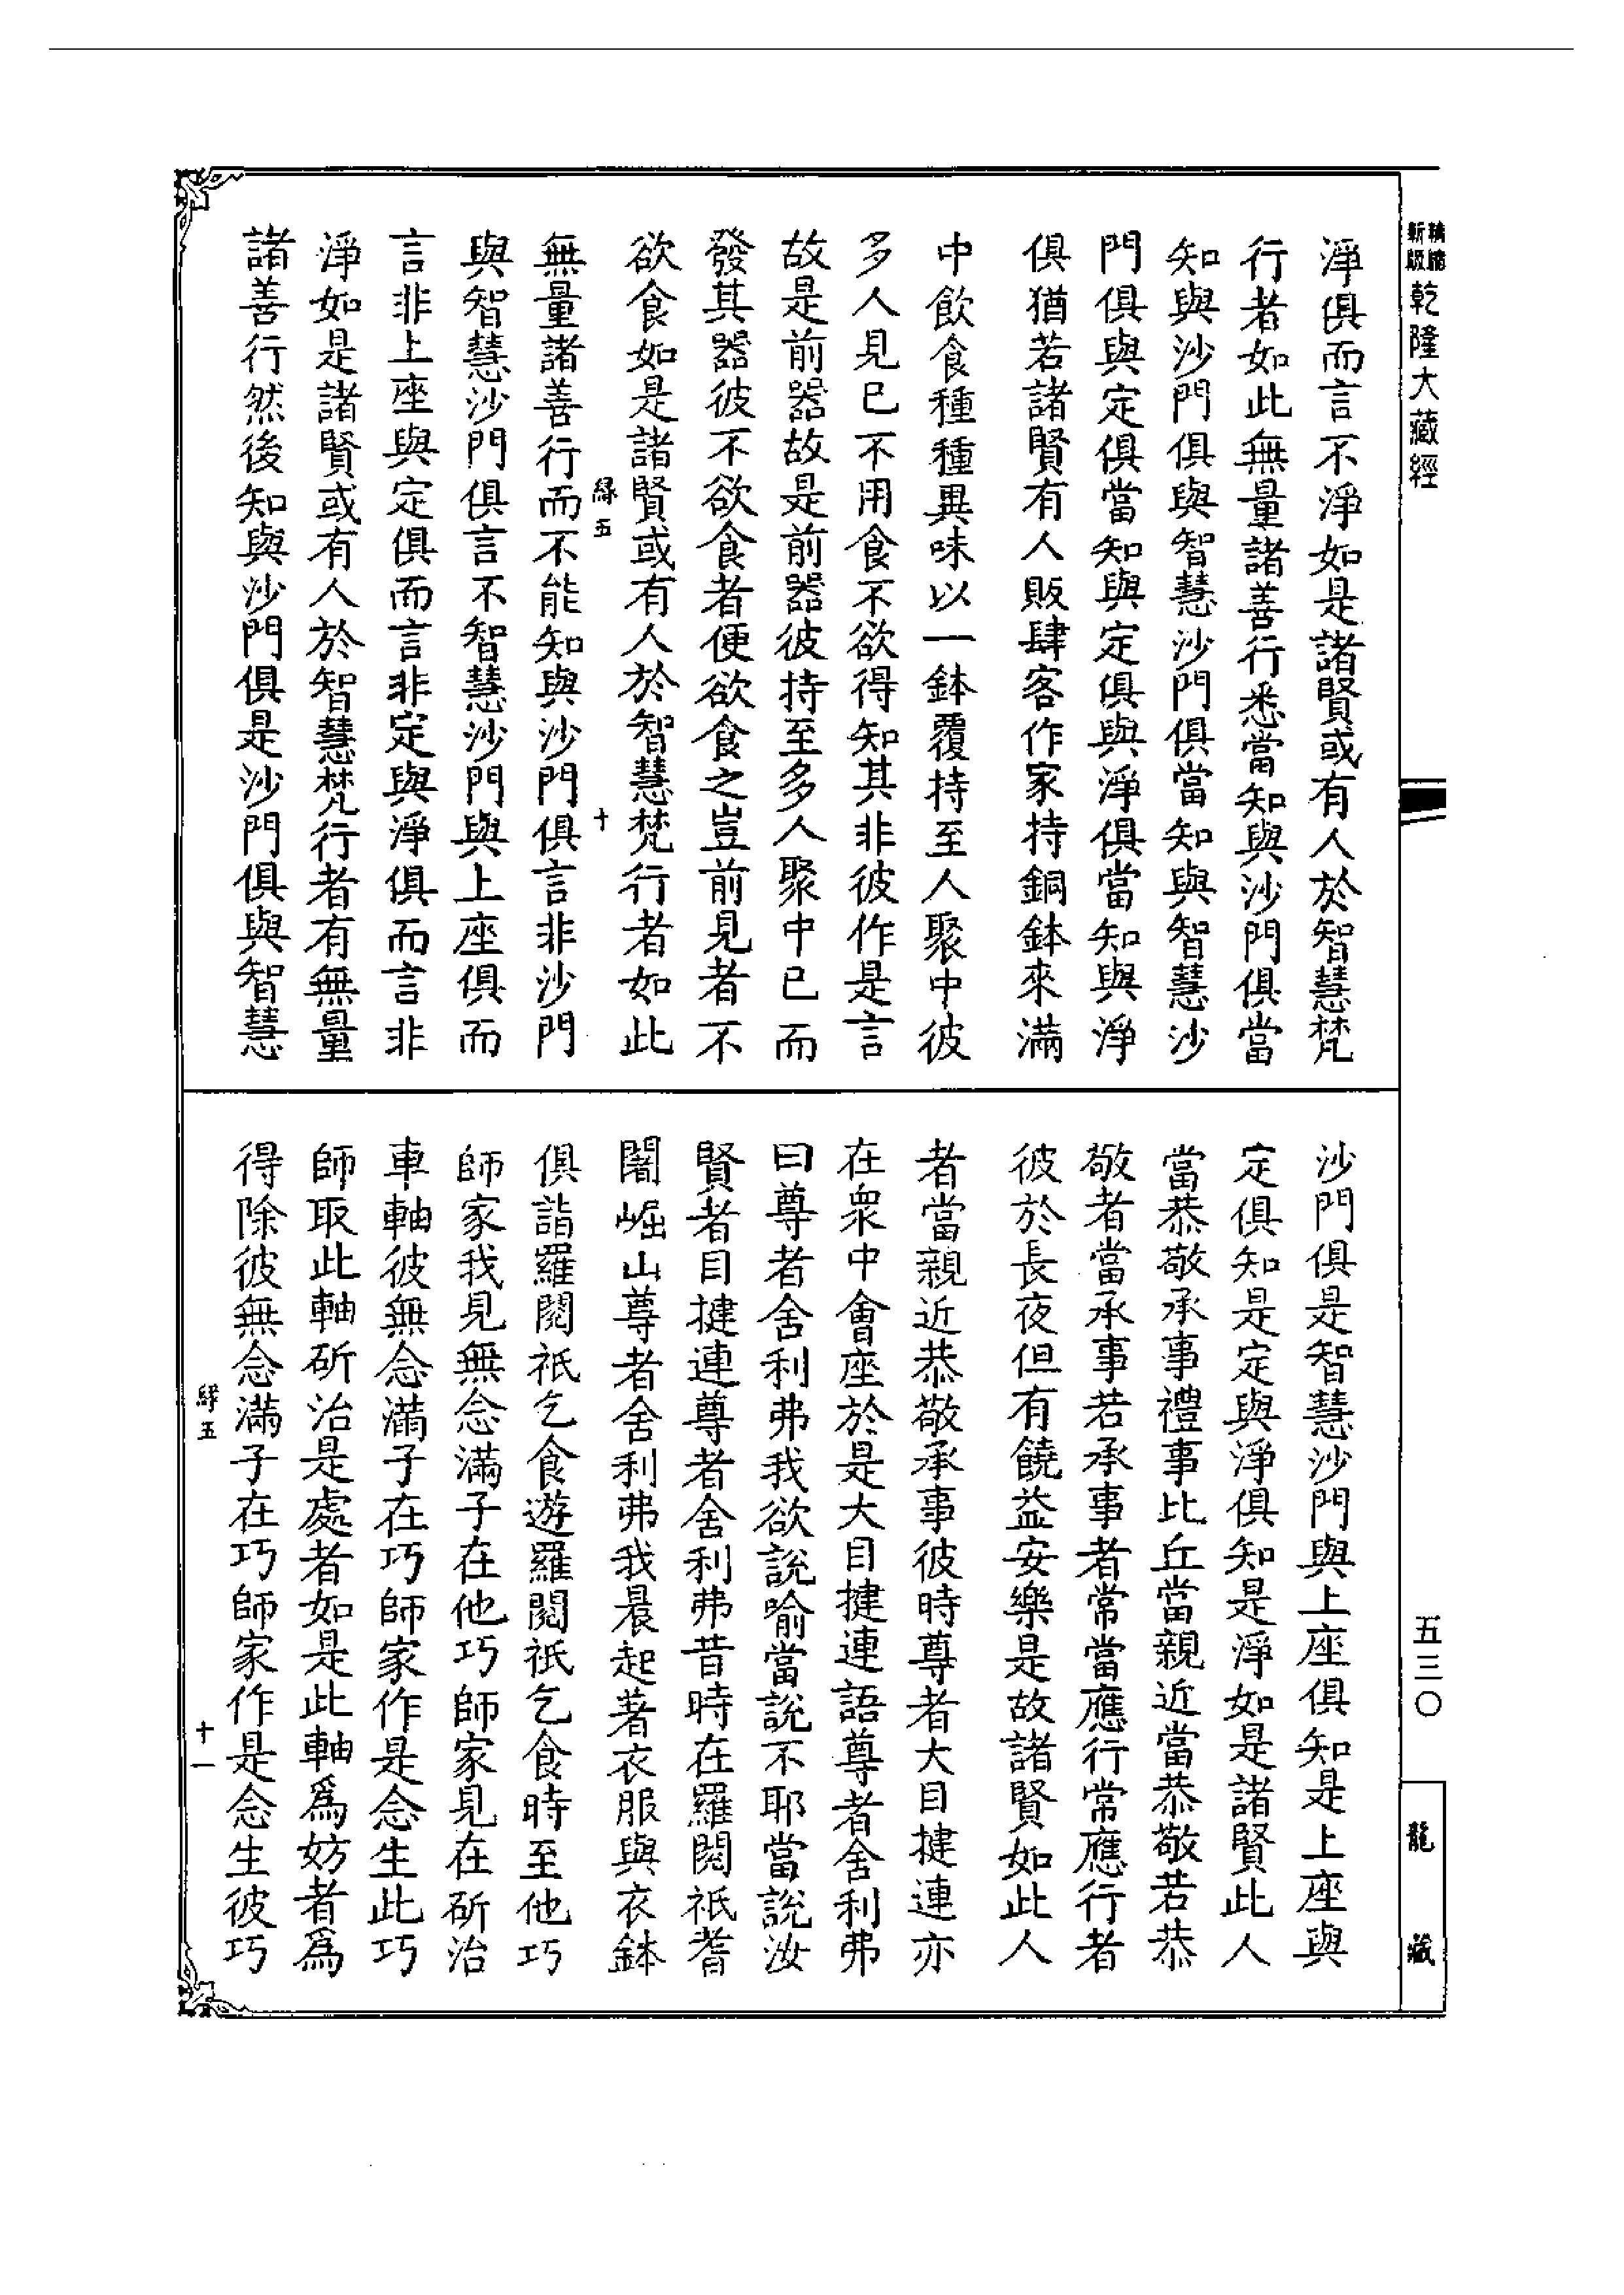 新版
精縮
乾隆大藏經
五三〇
龍藏
淨俱而言不淨如是諸賢或有人於智慧梵
行者如此無量諸善行悉當知與沙門俱當
知與沙門俱與智慧沙門俱當知與智慧沙
門俱與定俱當知與定俱與淨俱當知與淨
俱猶若諸賢有人販肆客作家持銅鉢來滿
中飲食種種異味以一鉢覆持至人聚中彼
多人見已不用食不欲得知其非彼作是言
故是前器故是前器彼持至多人聚中已而
發其器彼不欲食者便欲食之豈前見者不
欲食如是諸賢或有人於智慧梵行者如此
緣五
十
無量諸善行而不能知與沙門俱言非沙門
與智慧沙門俱言不智慧沙門與上座俱而
言非上座與定俱而言非定與淨俱而言非
淨如是諸賢或有人於智慧梵行者有無量
諸善行然後知與沙門俱是沙門俱與智慧
沙門俱是智慧沙門與上座俱知是上座與
定俱知是定與淨俱知是淨如是諸賢此人
當恭敬承事禮事比丘當親近當恭敬若恭
敬者當承事若承事者常當應行常應行者
彼於長夜但有饒益安樂是故諸賢如此人
者當親近恭敬承事彼時尊者大目揵連亦
在眾中會座於是大目揵連語尊者舍利弗
曰尊者舍利弗我欲說喻當說不耶當說汝
賢者目揵連尊者舍利弗昔時在羅閱祇耆
闍崛山尊者舍利弗我晨起著衣服與衣鉢
俱詣羅閱祇乞食遊羅閱祇乞食時至他巧
師家我見無念滿子在他巧師家見在斫治
車軸彼無念滿子在巧師家作是念生此巧
師取此軸斫治是處者如是此軸爲妨者爲
得除彼無念滿子在巧師家作是念生彼巧
緣五
十一